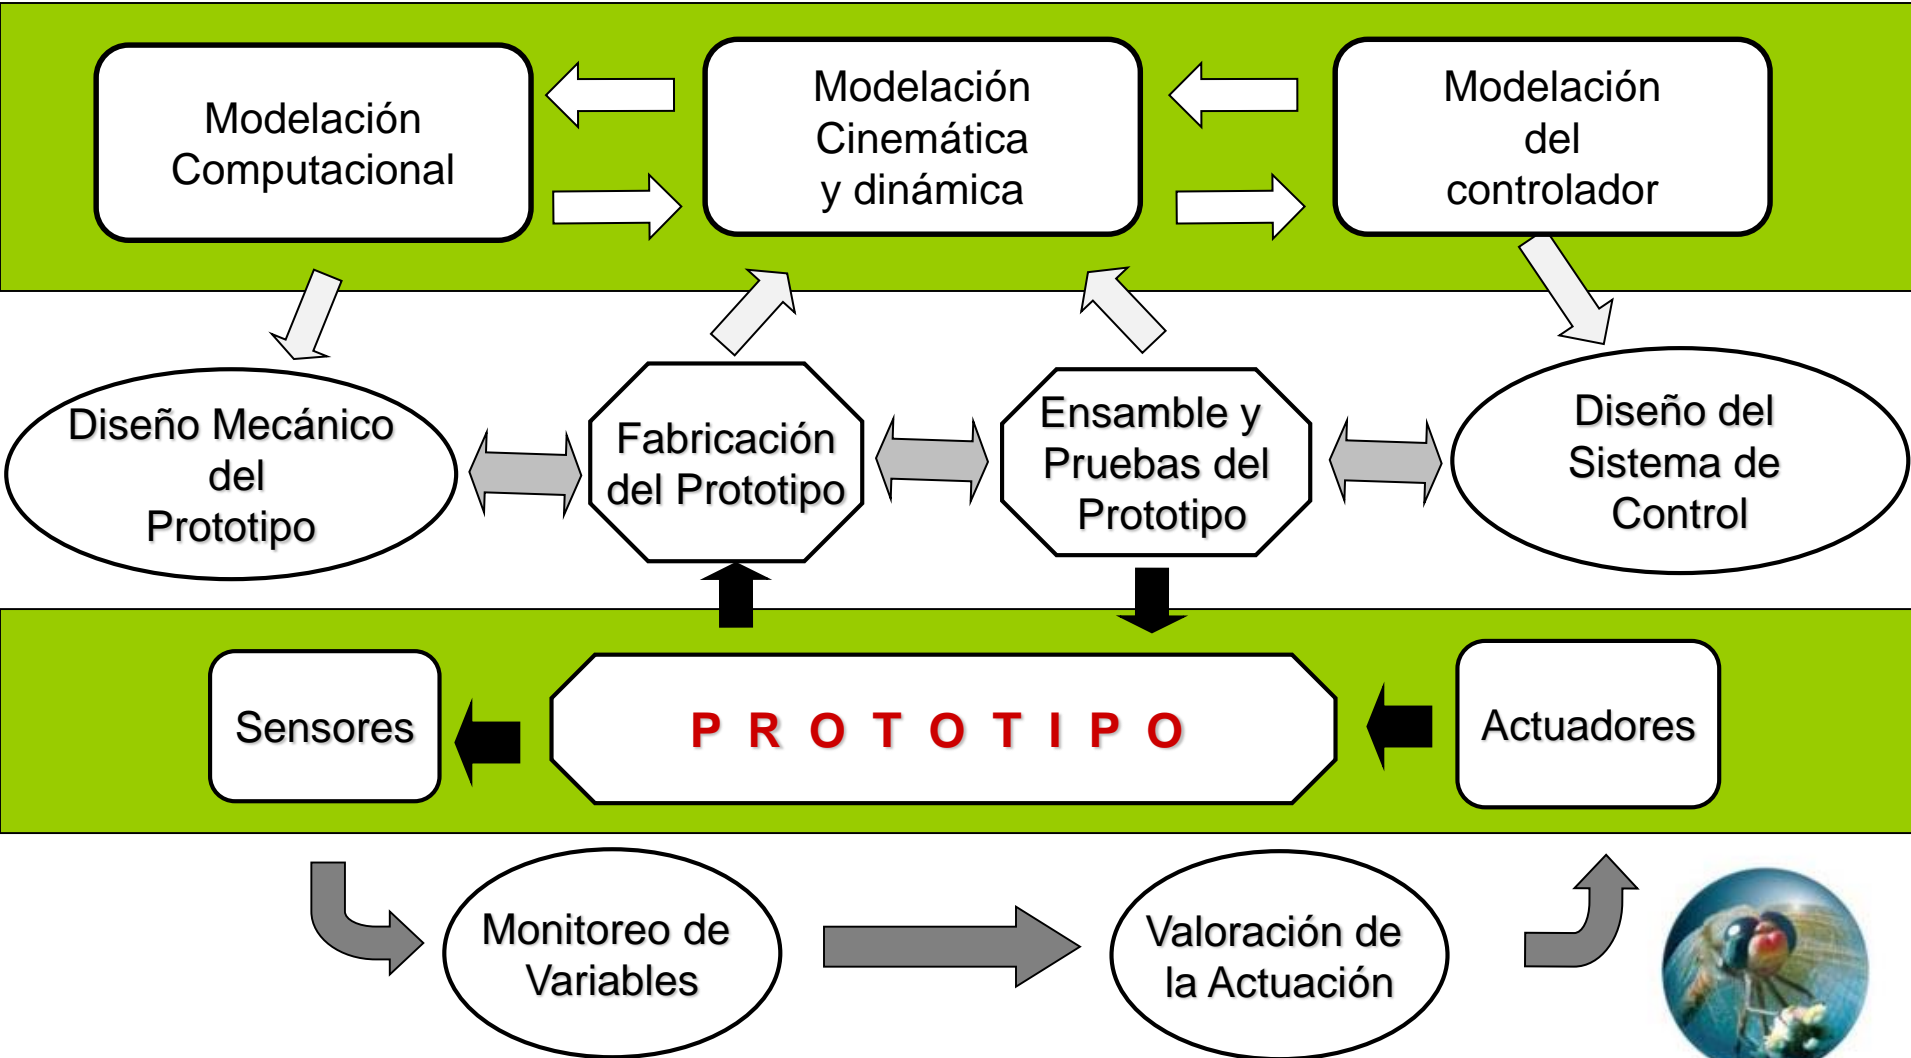 Modelación
Computacional
Modelación
Cinemática
y dinámica
Modelación
del
controlador
Diseño Mecánico
del
Prototipo
Fabricación
del Prototipo
Ensamble y
Pruebas del
Prototipo
Diseño del
Sistema de
Control
Sensores
P R O T O T I P O
Actuadores
Monitoreo de
Variables
Valoración de
la Actuación